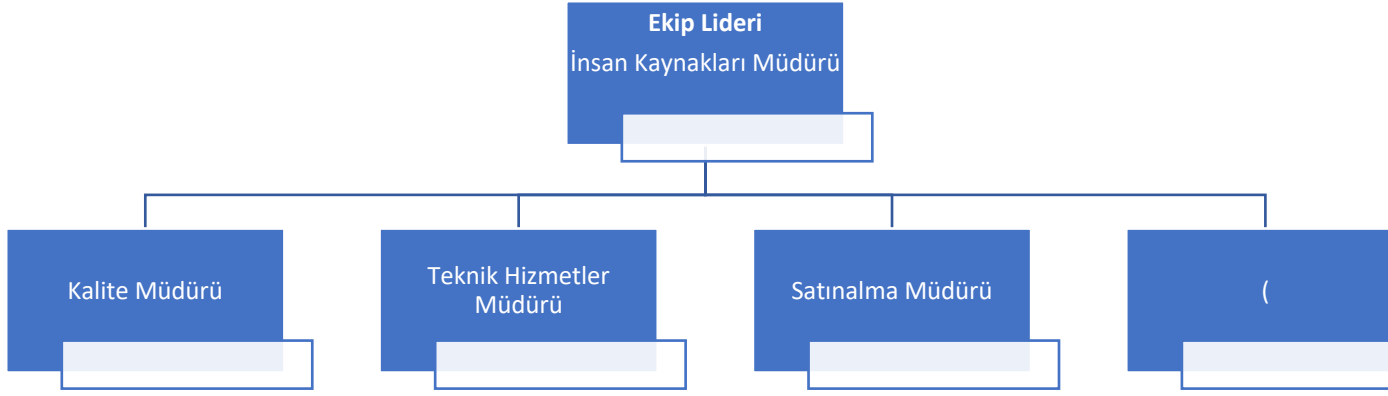 Ekip Lideri
İnsan Kaynakları Müdürü
Kalite Müdürü
Teknik Hizmetler
Müdürü
Satınalma Müdürü
(